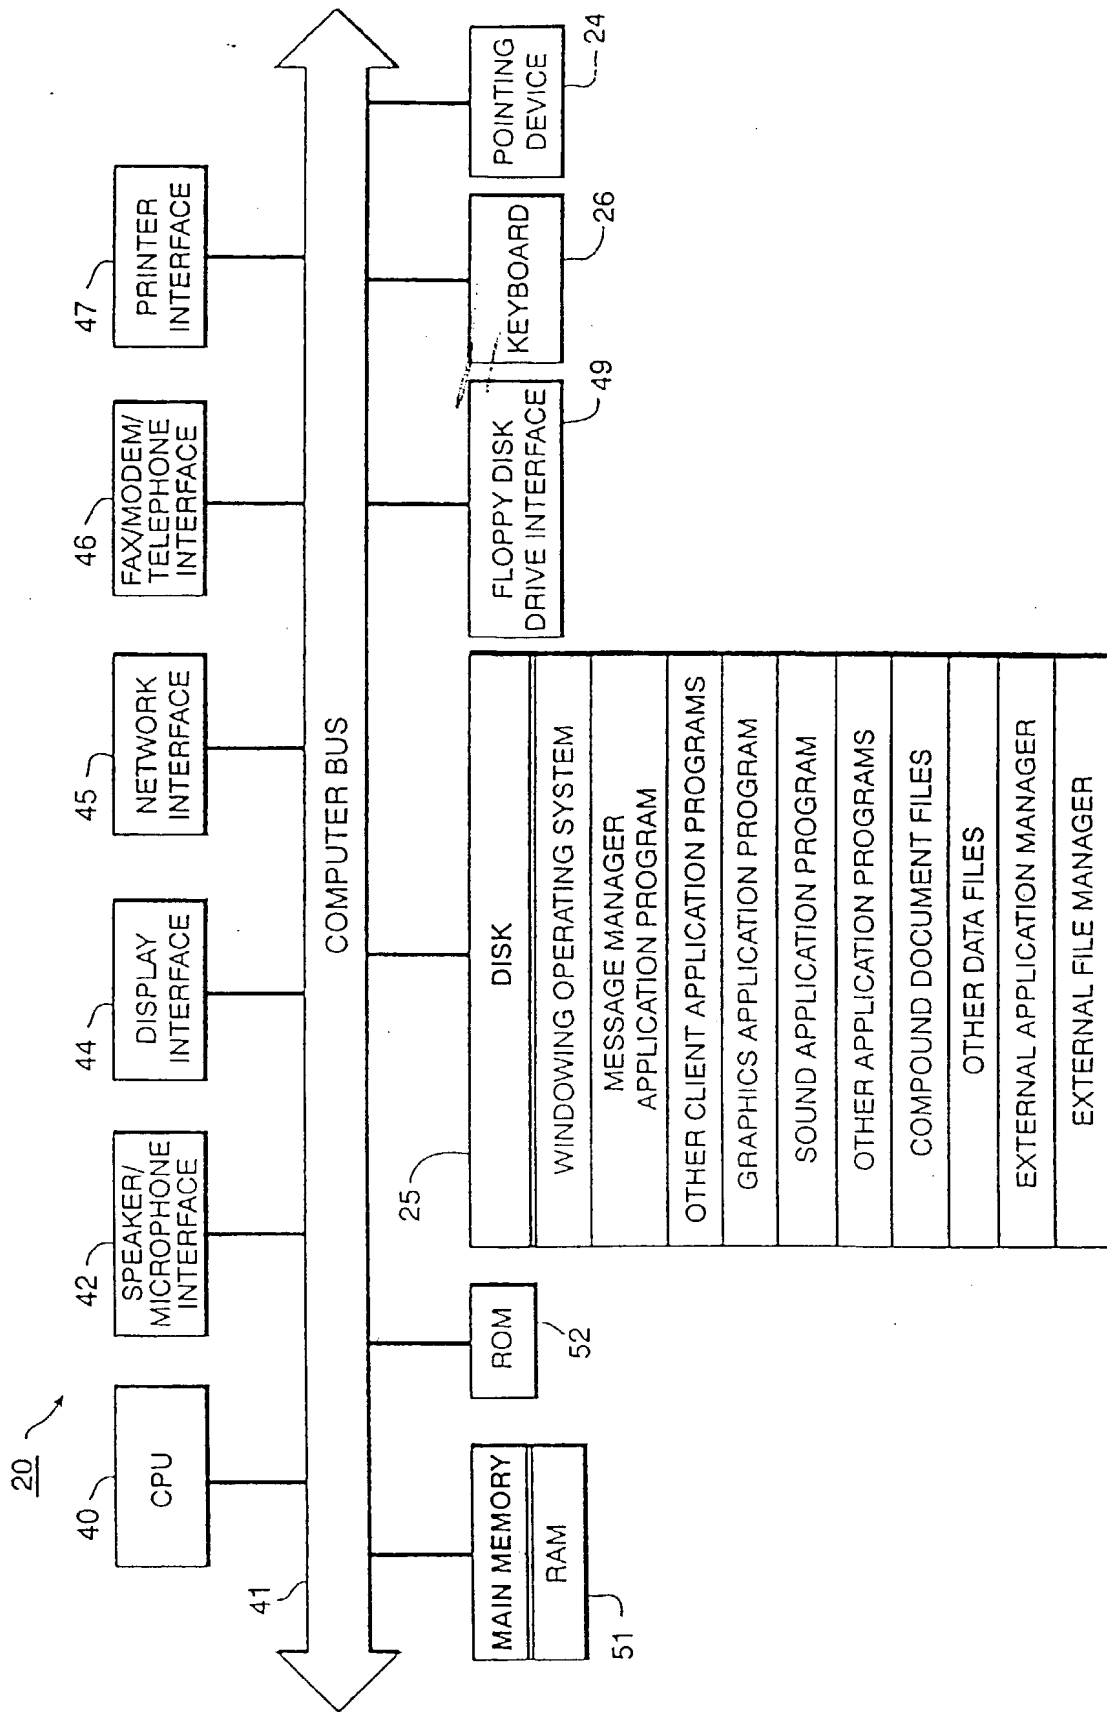 20
40
CPU
42
SPEAKER/
MICROPHONE
INTERFACE
44
DISPLAY
INTERFACE
45
NETWORK
INTERFACE
46
FAX/MODEM/
TELEPHONE
INTERFACE
47
PRINTER
INTERFACE
41
COMPUTER BUS
MAIN MEMORY
RAM
51
ROM
52
25
DISK
WINDOWING OPERATING SYSTEM
MESSAGE MANAGER
APPLICATION PROGRAM
OTHER CLIENT APPLICATION PROGRAMS
GRAPHICS APPLICATION PROGRAM
SOUND APPLICATION PROGRAM
OTHER APPLICATION PROGRAMS
COMPOUND DOCUMENT FILES
OTHER DATA FILES
EXTERNAL APPLICATION MANAGER
EXTERNAL FILE MANAGER
FLOPPY DISK
DRIVE INTERFACE
49
KEYBOARD
26
POINTING
DEVICE
24